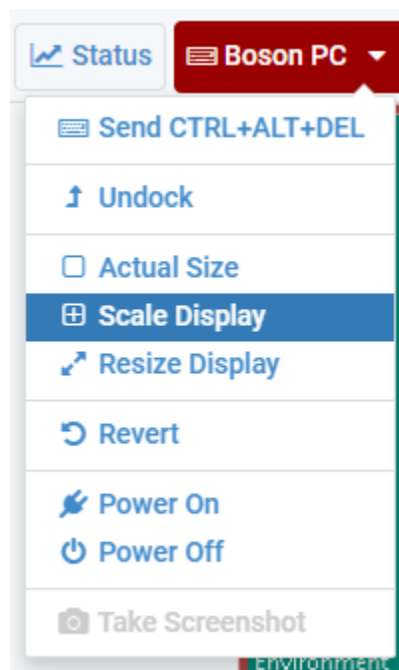 Status
Boson PC
Send CTRL+ALT+DEL
Undock
Actual Size
Scale Display
Resize Display
Revert
Power On
Power Off
Take Screenshot
Environment